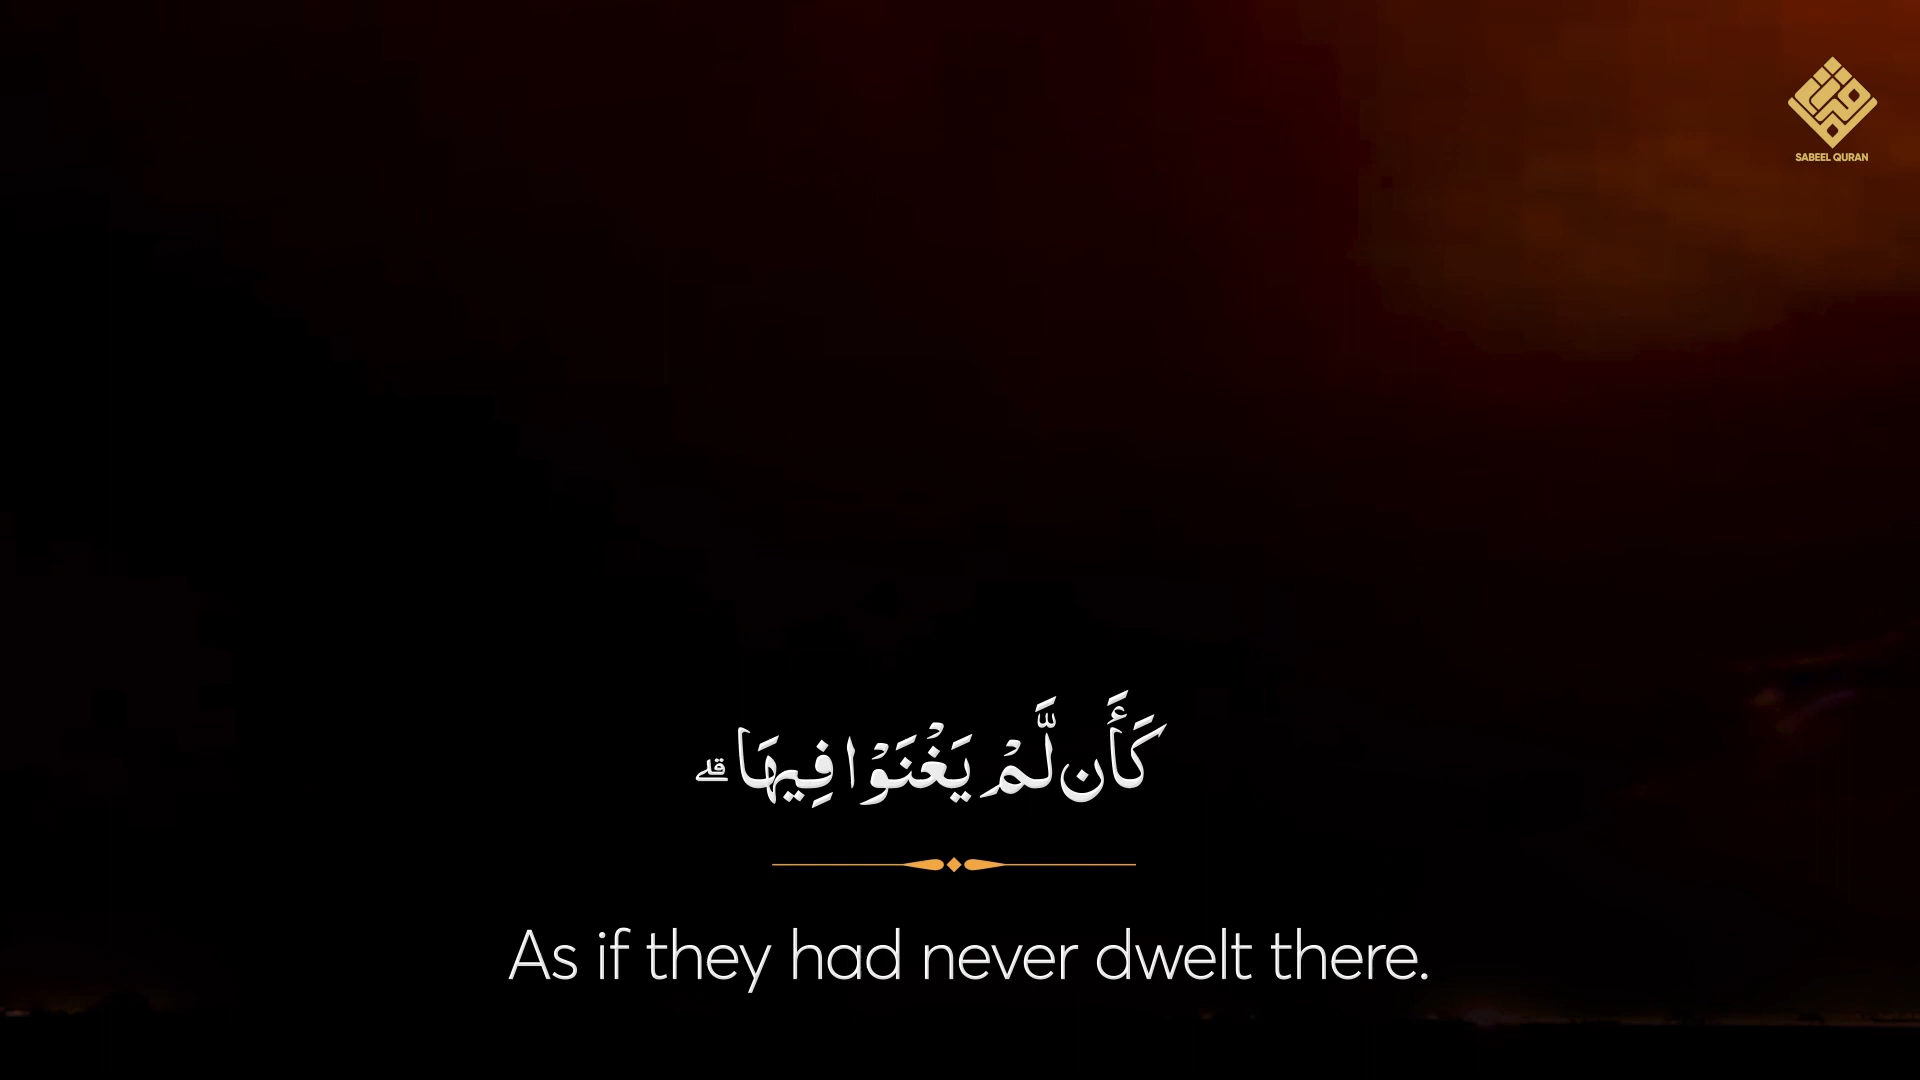 SABEEL QURAN
كَأَن لَّمْ يَغْنَوْا فِيهَا ۗ
As if they had never dwelt there.